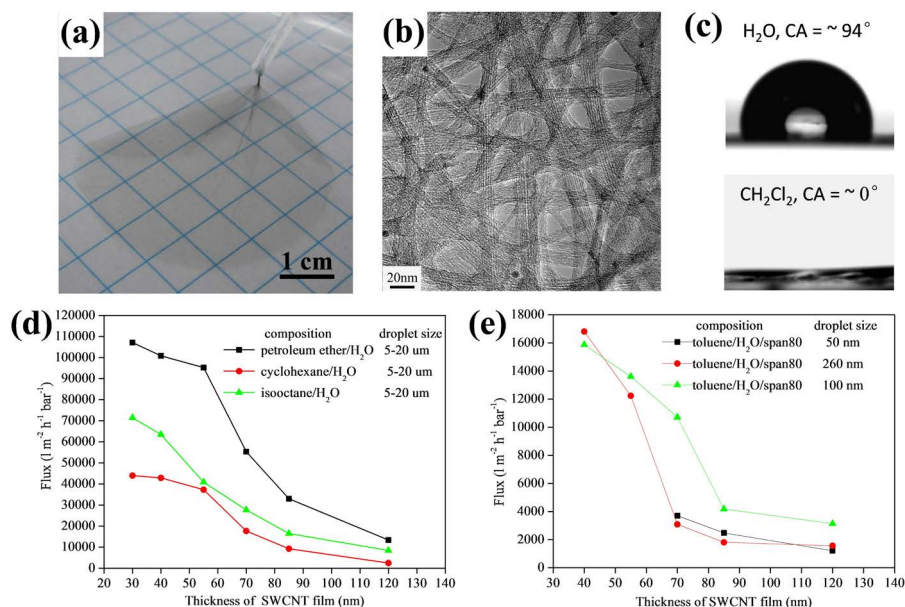 (a)
1 cm
(b)
20nm
(c)
H₂O, CA = ~ 94°
CH₂Cl₂, CA = ~ 0°
(d)
composition droplet size
petroleum ether/H₂O 5-20 um
cyclohexane/H₂O 5-20 um
isooctane/H₂O 5-20 um
Flux (l m⁻² h⁻¹ bar⁻¹)
120000
110000
100000
90000
80000
70000
60000
50000
40000
30000
20000
10000
0
20 30 40 50 60 70 80 90 100 110 120 130 140
Thickness of SWCNT film (nm)
(e)
composition droplet size
toluene/H₂O/span80 50 nm
toluene/H₂O/span80 260 nm
toluene/H₂O/span80 100 nm
Flux (l m⁻² h⁻¹ bar⁻¹)
18000
16000
14000
12000
10000
8000
6000
4000
2000
0
30 40 50 60 70 80 90 100 110 120 130 140
Thickness of SWCNT film (nm)